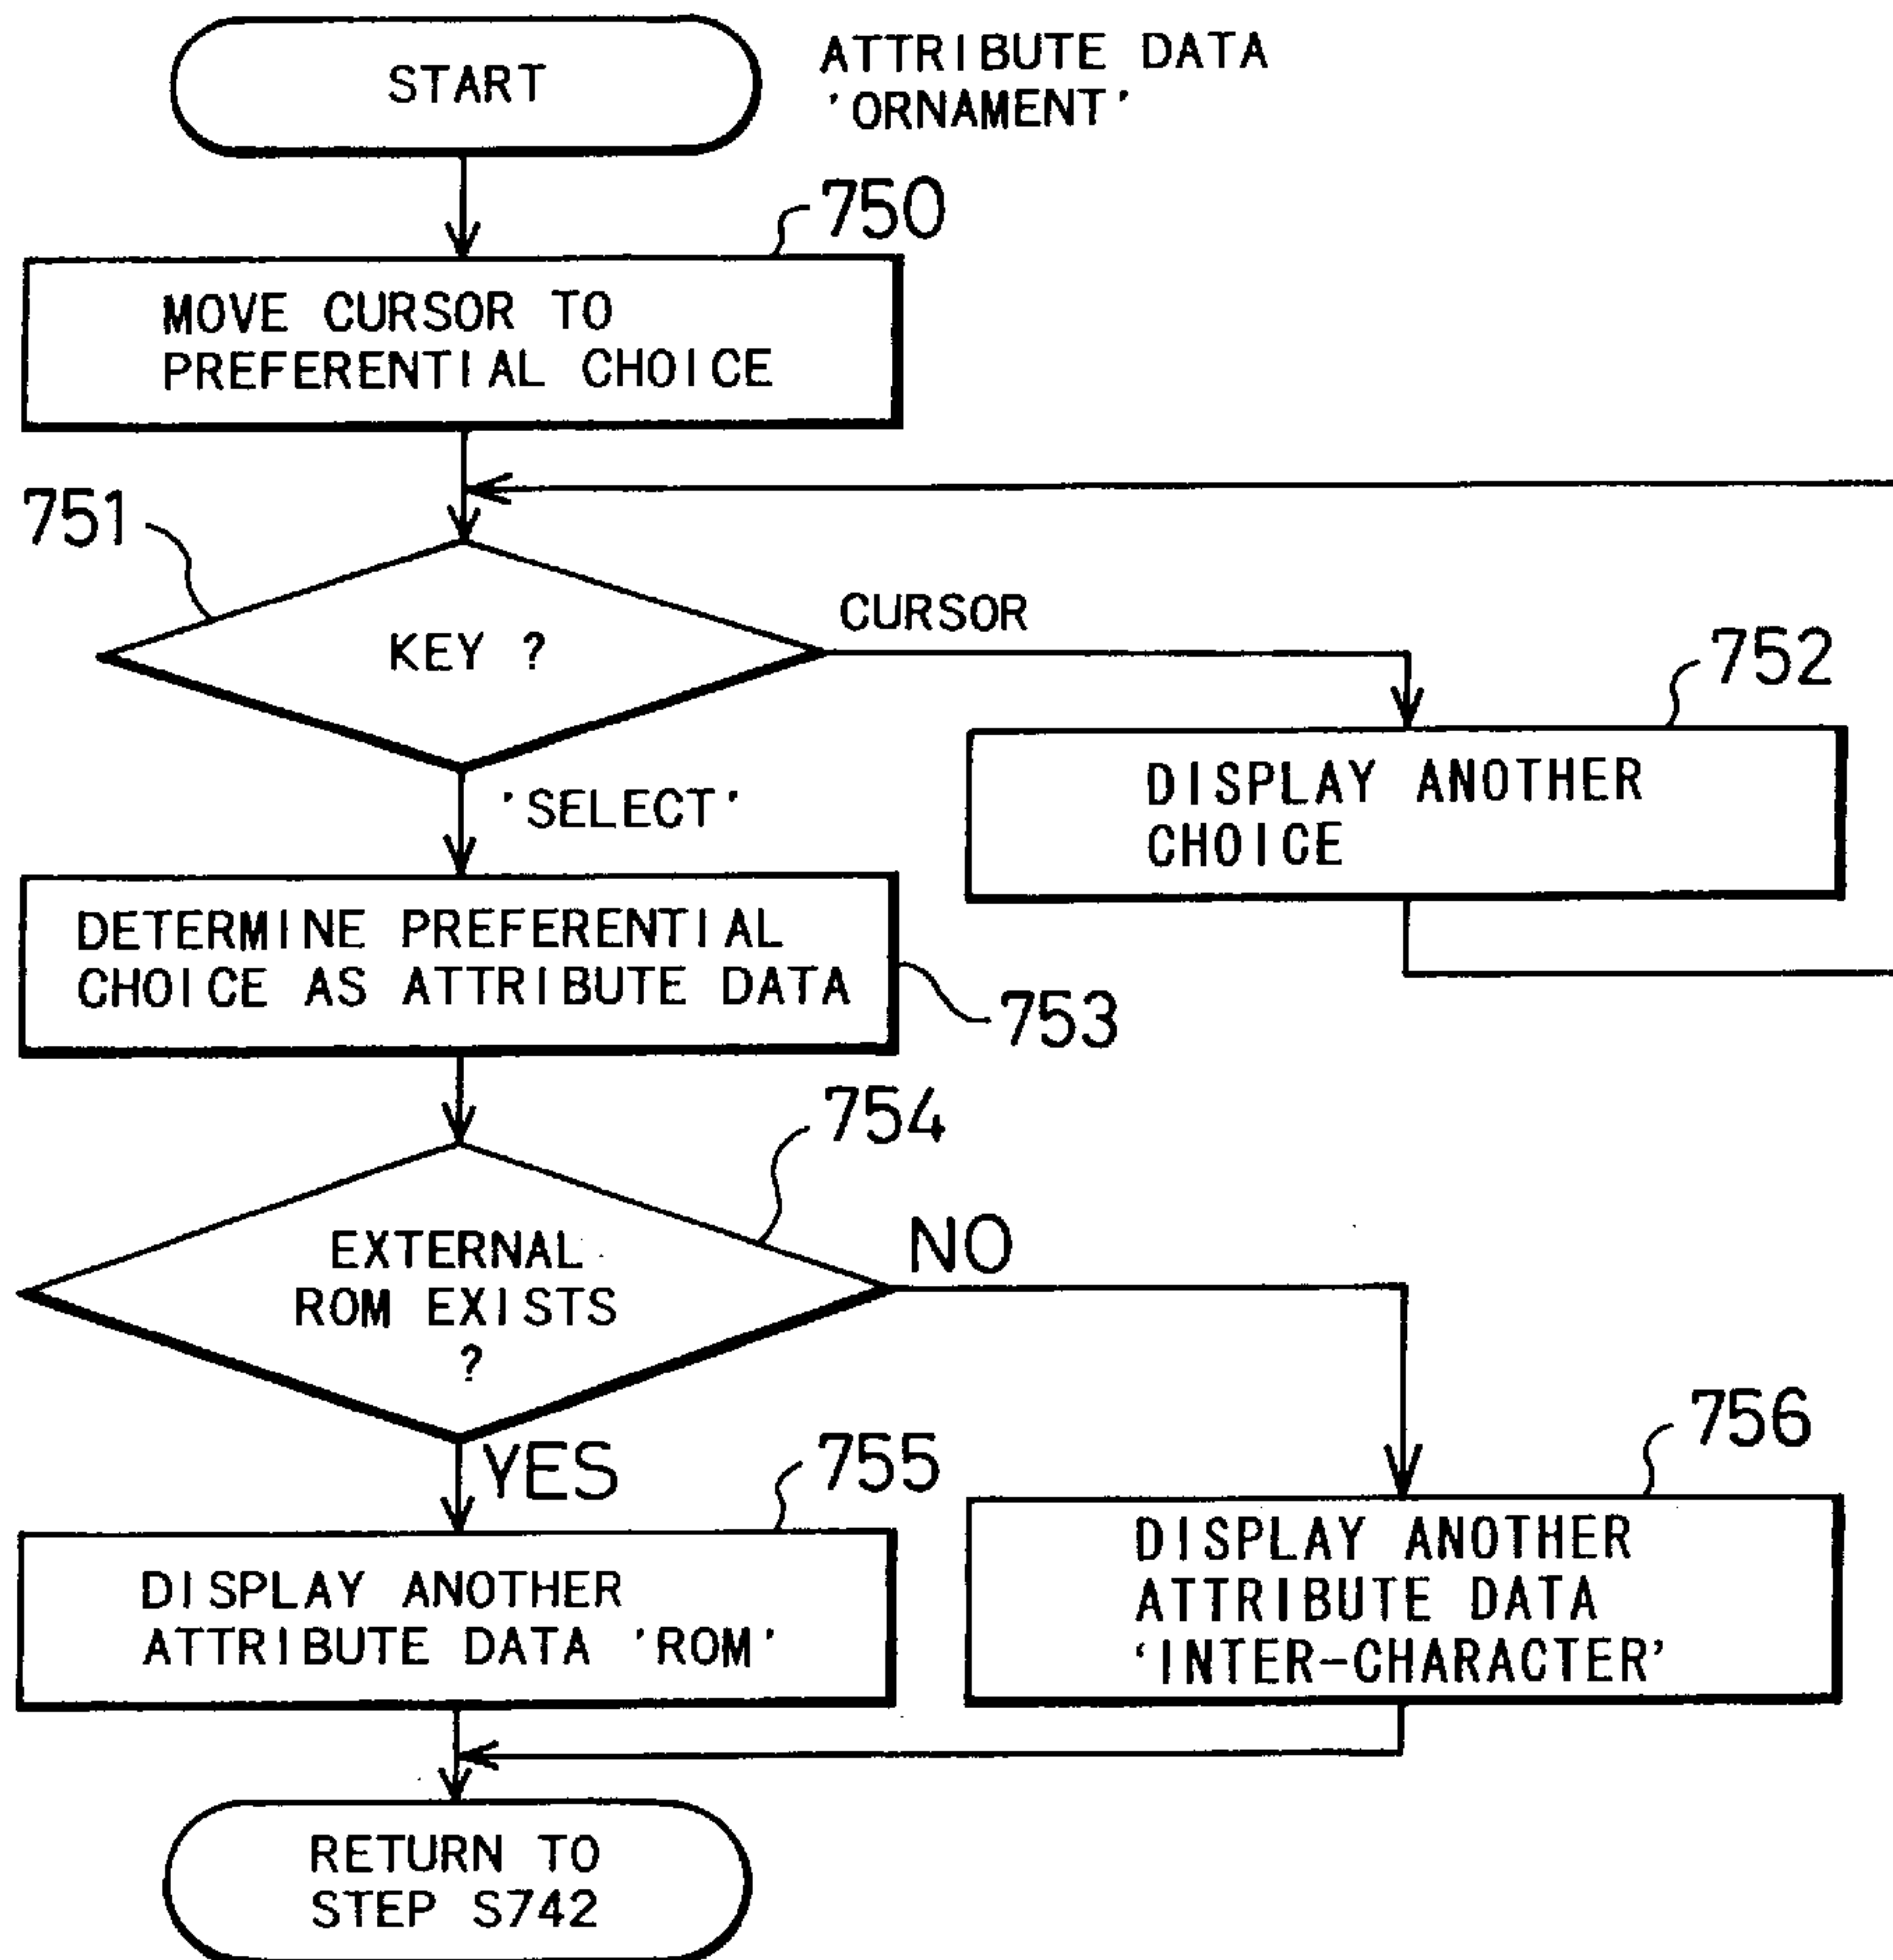 START
ATTRIBUTE DATA
'ORNAMENT'
750
MOVE CURSOR TO
PREFERENTIAL CHOICE
751
KEY ?
CURSOR
752
DISPLAY ANOTHER
CHOICE
'SELECT'
DETERMINE PREFERENTIAL
CHOICE AS ATTRIBUTE DATA
753
754
EXTERNAL
ROM EXISTS
?
NO
YES
755
756
DISPLAY ANOTHER
ATTRIBUTE DATA 'ROM'
DISPLAY ANOTHER
ATTRIBUTE DATA
'INTER-CHARACTER'
RETURN TO
STEP S742